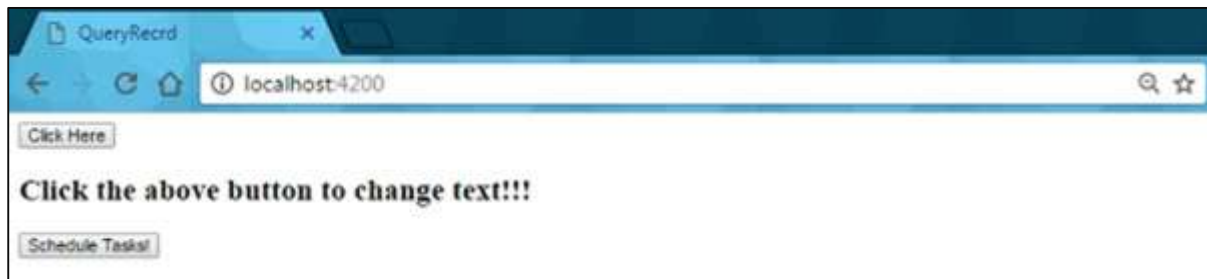 QueryRecrd
localhost:4200
Click Here
Click the above button to change text!!!
Schedule Tasks!